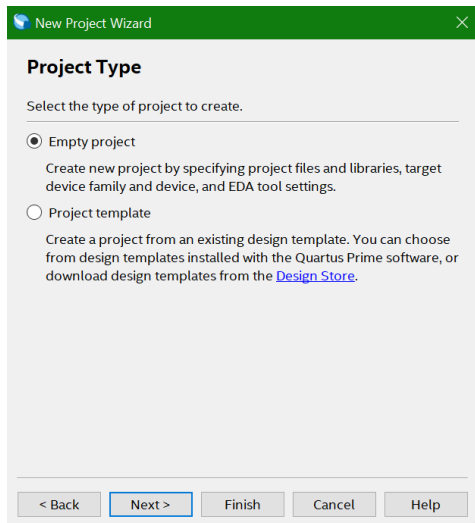 New Project Wizard
Project Type
Select the type of project to create.
Empty project
Create new project by specifying project files and libraries, target
device family and device, and EDA tool settings.
Project template
Create a project from an existing design template. You can choose
from design templates installed with the Quartus Prime software, or
download design templates from the Design Store.
< Back Next > Finish Cancel Help